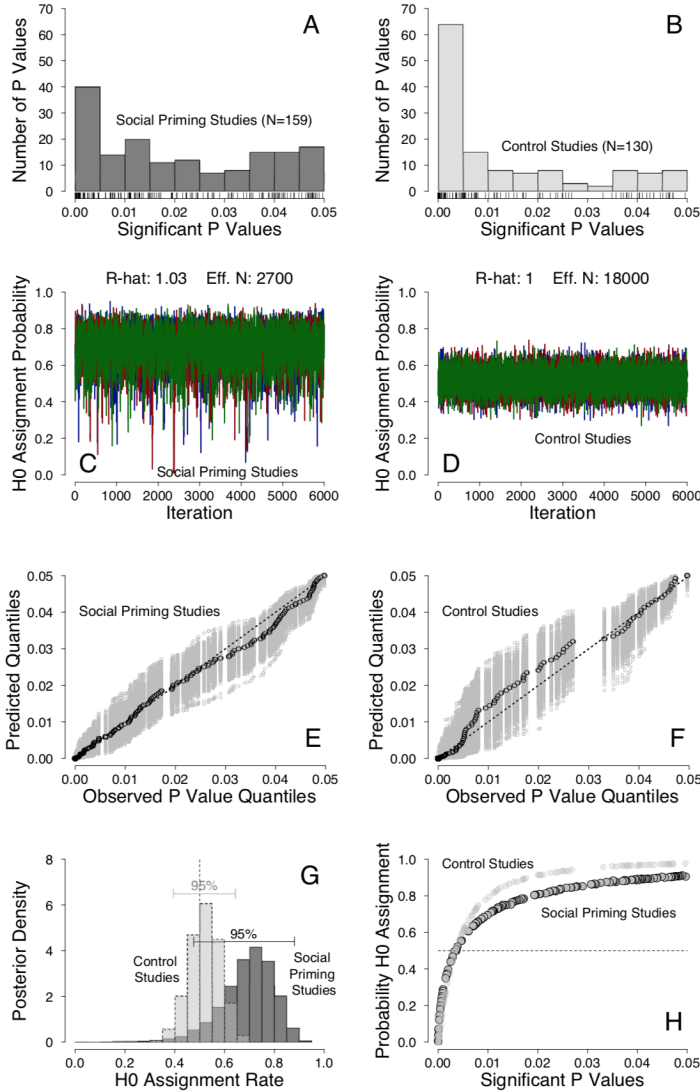 A
Number of P Values
70
60
50
40
30
20
10
0
Social Priming Studies (N=159)
0.00 0.01 0.02 0.03 0.04 0.05
Significant P Values
B
Number of P Values
70
60
50
40
30
20
10
0
Control Studies (N=130)
0.00 0.01 0.02 0.03 0.04 0.05
Significant P Values
R-hat: 1.03 Eff. N: 2700
H0 Assignment Probability
1.0
0.8
0.6
0.4
0.2
0.0
C
Social Priming Studies
0 1000 2000 3000 4000 5000 6000
Iteration
R-hat: 1 Eff. N: 18000
H0 Assignment Probability
1.0
0.8
0.6
0.4
0.2
0.0
D
Control Studies
0 1000 2000 3000 4000 5000 6000
Iteration
Predicted Quantiles
0.05
0.04
0.03
0.02
0.01
0.00
Social Priming Studies
E
0.00 0.01 0.02 0.03 0.04 0.05
Observed P Value Quantiles
Predicted Quantiles
0.05
0.04
0.03
0.02
0.01
0.00
Control Studies
F
0.00 0.01 0.02 0.03 0.04 0.05
Observed P Value Quantiles
Posterior Density
8
6
4
2
0
G
95%
95%
Control
Studies
Social
Priming
Studies
0.0 0.2 0.4 0.6 0.8 1.0
H0 Assignment Rate
Probability H0 Assignment
1.0
0.8
0.6
0.4
0.2
0.0
Control Studies
Social Priming Studies
H
0.00 0.01 0.02 0.03 0.04 0.05
Significant P Values